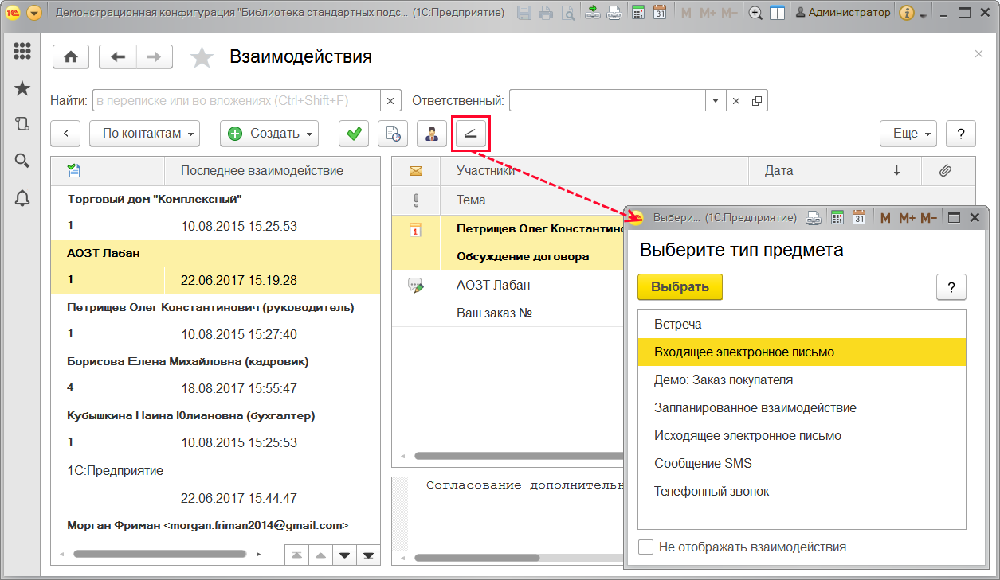 Демонстрационная конфигурация "Библиотека стандартных подс... (1С:Предприятие)
M M+ M-
31
Администратор
Взаимодействия
Найти: в переписке или во вложениях (Ctrl+Shift+F)
Ответственный:
По контактам
Создать
Еще
?
Последнее взаимодействие
Торговый дом "Комплексный"
1 10.08.2015 15:25:53
АОЗТ Лабан
1 22.06.2017 15:19:28
Петрищев Олег Константинович (руководитель)
1 10.08.2015 15:27:40
Борисова Елена Михайловна (кадровик)
4 18.08.2017 15:55:47
Кубышкина Наина Юлиановна (бухгалтер)
1 10.08.2015 15:25:53
1С:Предприятие
22.06.2017 15:44:47
Морган Фриман <morgan.friman2014@gmail.com>
Участники Дата
Тема
Петрищев Олег Константино
Обсуждение договора
АОЗТ Лабан
Ваш заказ №
Согласование дополнительн
Выбери... (1С:Предприятие)
31
M M+ M-
Выберите тип предмета
Выбрать
?
Встреча
Входящее электронное письмо
Демо: Заказ покупателя
Запланированное взаимодействие
Исходящее электронное письмо
Сообщение SMS
Телефонный звонок
Не отображать взаимодействия